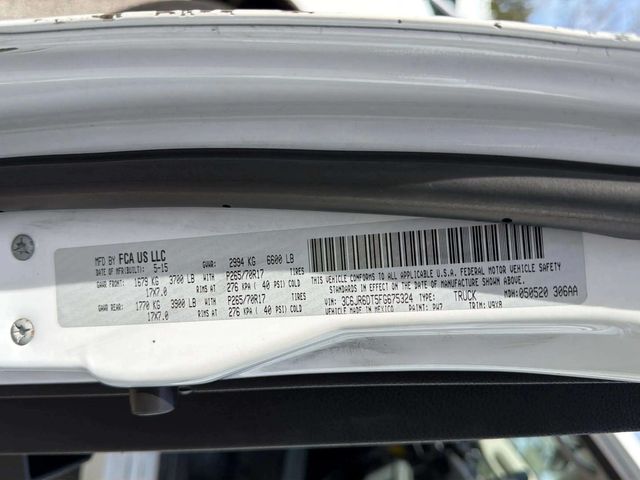 MFD BY FCA US LLC GVWR: 2994 KG 6600 LB
DATE OF MFR(BUILT): 5-15
GAWR FRONT: 1679 KG 3700 LB WITH P265/70R17 TIRES
17X7.0 RIMS AT 276 KPA ( 40 PSI) COLD
GAWR REAR: 1770 KG 3900 LB WITH P265/70R17 TIRES
17X7.0 RIMS AT 276 KPA ( 40 PSI) COLD
THIS VEHICLE CONFORMS TO ALL APPLICABLE U.S.A. FEDERAL MOTOR VEHICLE SAFETY
STANDARDS IN EFFECT ON THE DATE OF MANUFACTURE SHOWN ABOVE.
VIN: 3C6JR6DT5FG675324 TYPE: TRUCK MDH: 050520 306AA
VEHICLE MADE IN MEXICO PAINT: PW7 TRIM: V9X8